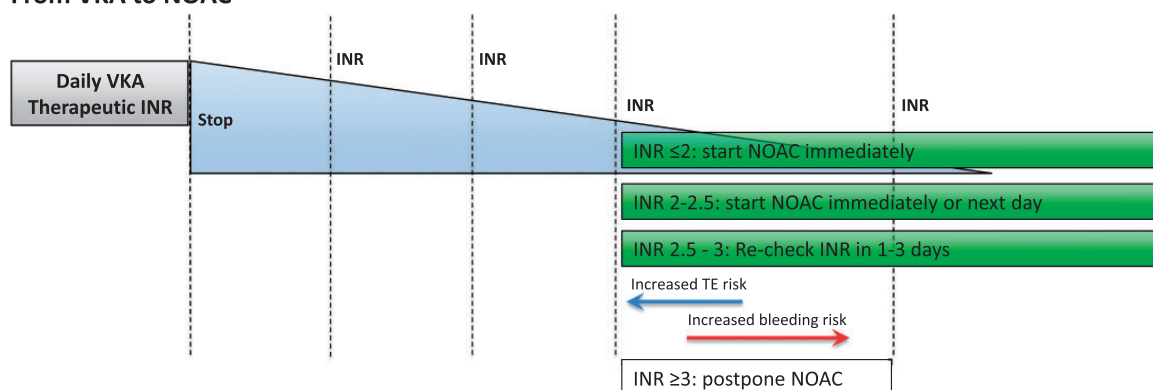 From VKA to NOAC
INR
INR
Daily VKA
Therapeutic INR
Stop
INR
INR
INR ≤2: start NOAC immediately
INR 2-2.5: start NOAC immediately or next day
INR 2.5 - 3: Re-check INR in 1-3 days
Increased TE risk
Increased bleeding risk
INR ≥3: postpone NOAC